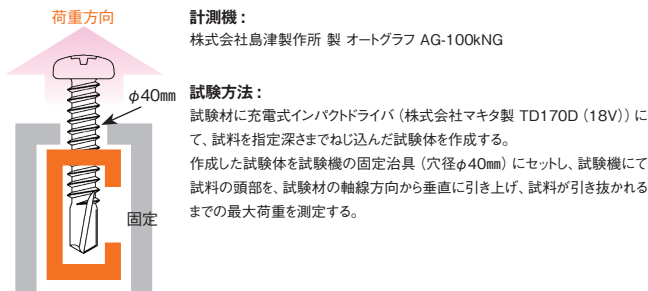 荷重方向
φ40㎜
固定
計測機：
株式会社島津製作所 製 オートグラフ AG-100kNG
試験方法：
試験材に充電式インパクトドライバ（株式会社マキタ製 TD170D（18V））に
て、試料を指定深さまでねじ込んだ試験体を作成する。
作成した試験体を試験機の固定治具（穴径φ40㎜）にセットし、試験機にて
試料の頭部を、試験材の軸線方向から垂直に引き上げ、試料が引き抜かれる
までの最大荷重を測定する。